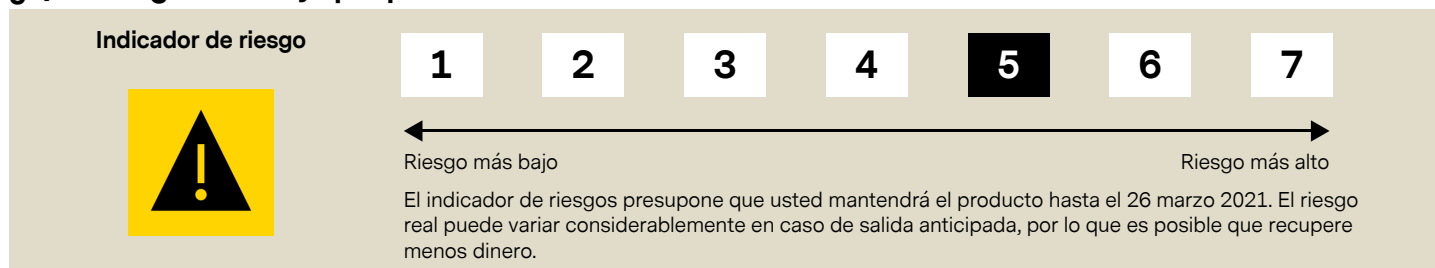 Indicador de riesgo
1 2 3 4 5 6 7
Riesgo más bajo
Riesgo más alto
El indicador de riesgos presupone que usted mantendrá el producto hasta el 26 marzo 2021. El riesgo
real puede variar considerablemente en caso de salida anticipada, por lo que es posible que recupere
menos dinero.